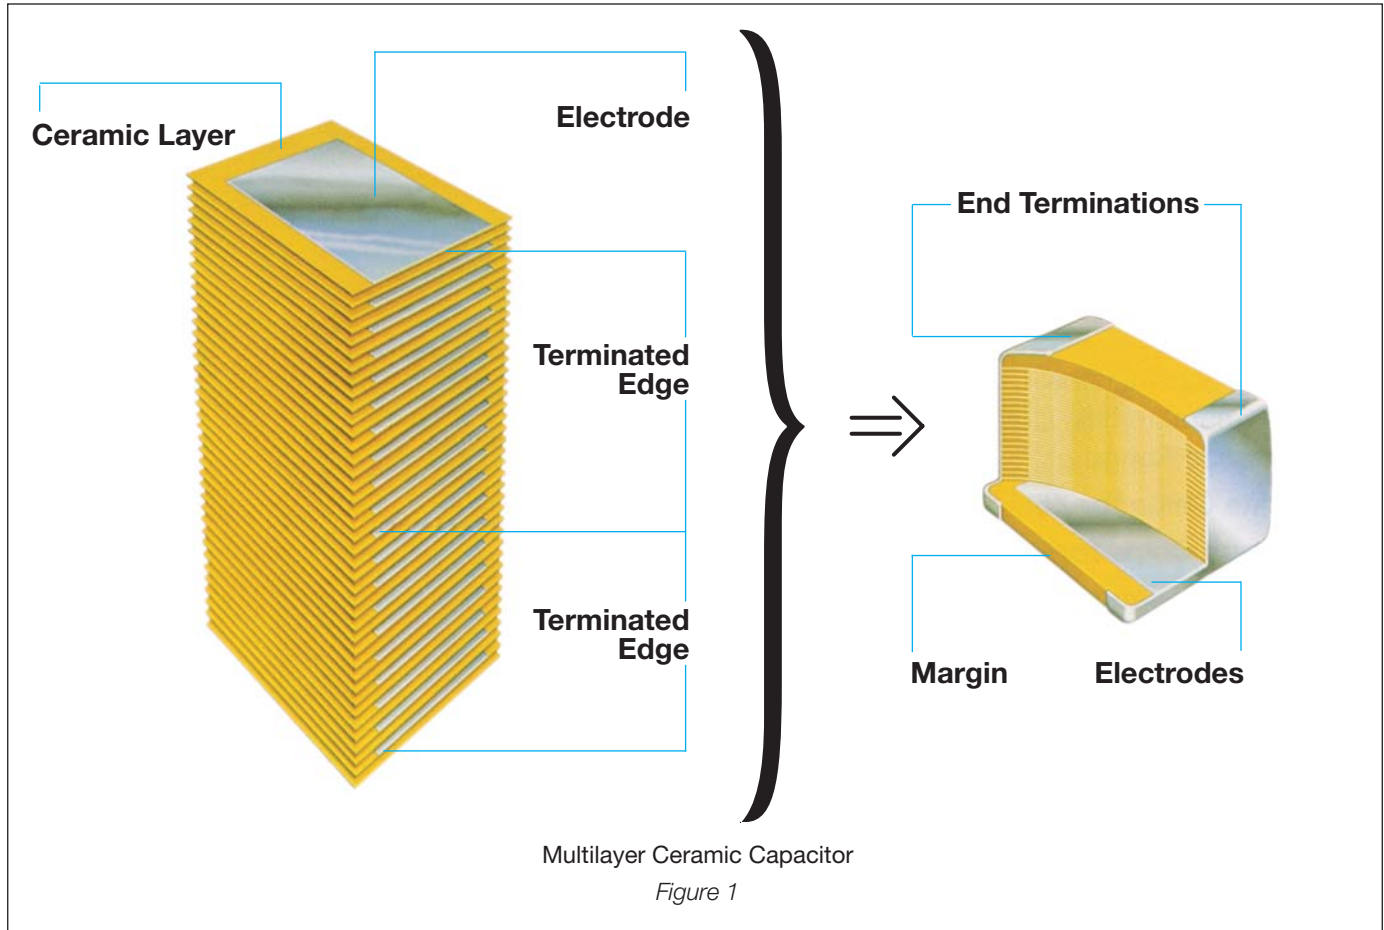 Ceramic Layer
Electrode
Terminated
Edge
Terminated
Edge
End Terminations
Margin
Electrodes
Multilayer Ceramic Capacitor
Figure 1